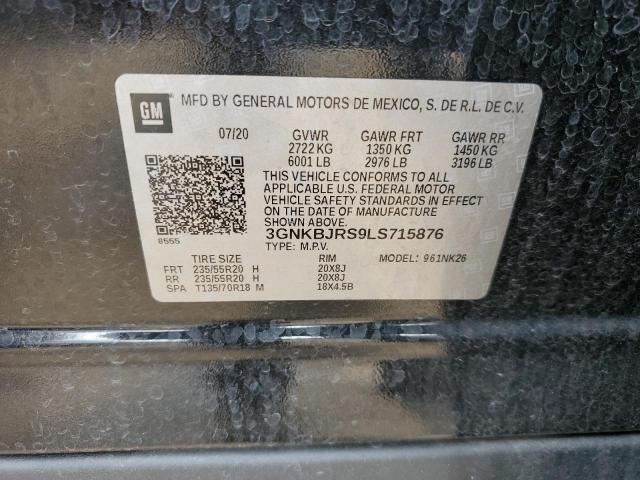 GM
MFD BY GENERAL MOTORS DE MEXICO, S. DE R.L. DE C.V.
07/20 GVWR GAWR FRT GAWR RR
2722 KG 1350 KG 1450 KG
6001 LB 2976 LB 3196 LB
THIS VEHICLE CONFORMS TO ALL
APPLICABLE U.S. FEDERAL MOTOR
VEHICLE SAFETY STANDARDS IN EFFECT
ON THE DATE OF MANUFACTURE
SHOWN ABOVE.
3GNKBJRS9LS715876
8555
TYPE: M.P.V. MODEL: 961NK26
TIRE SIZE RIM
FRT 235/55R20 H 20X8J
RR 235/55R20 H 20X8J
SPA T135/70R18 M 18X4.5B